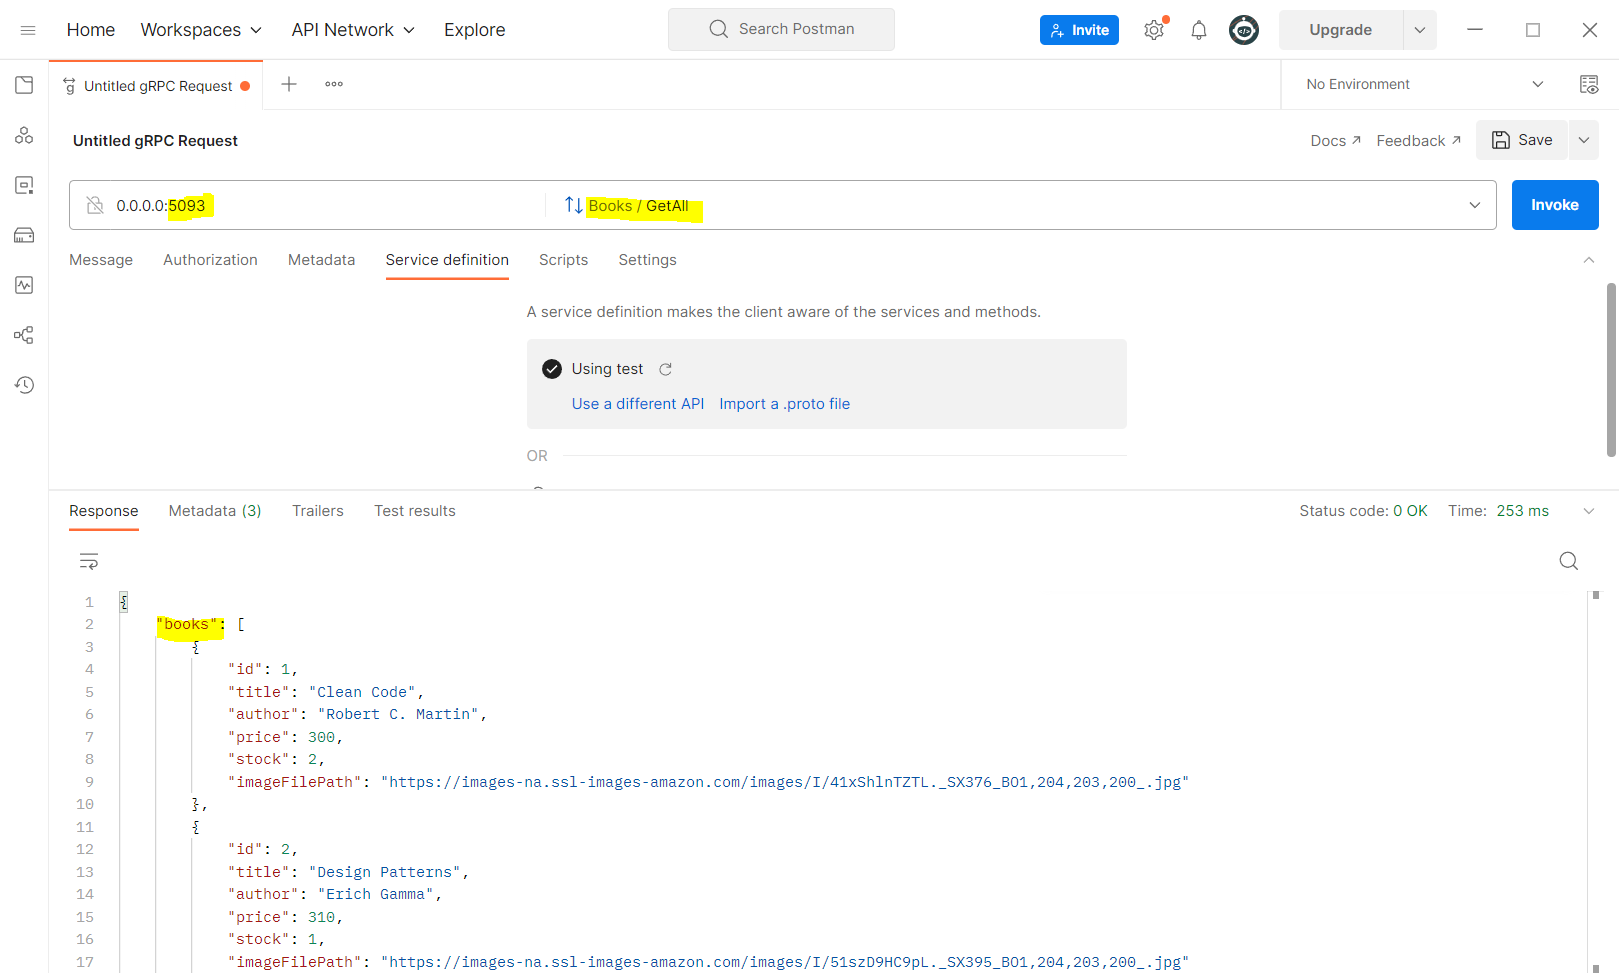 Home Workspaces API Network Explore Search Postman Invite Upgrade
Untitled gRPC Request No Environment
Untitled gRPC Request Docs Feedback Save
0.0.0.0:5093 Books / GetAll Invoke
Message Authorization Metadata Service definition Scripts Settings
A service definition makes the client aware of the services and methods.
Using test
Use a different API Import a .proto file
OR
Response Metadata (3) Trailers Test results Status code: 0 OK Time: 253 ms
1 {
2 "books": [
3 {
4 "id": 1,
5 "title": "Clean Code",
6 "author": "Robert C. Martin",
7 "price": 300,
8 "stock": 2,
9 "imageFilePath": "https://images-na.ssl-images-amazon.com/images/I/41xShlnTZTL._SX376_BO1,204,203,200_.jpg"
10 },
11 {
12 "id": 2,
13 "title": "Design Patterns",
14 "author": "Erich Gamma",
15 "price": 310,
16 "stock": 1,
17 "imageFilePath": "https://images-na.ssl-images-amazon.com/images/I/51szD9HC9pL._SX395_BO1,204,203,200_.jpg"